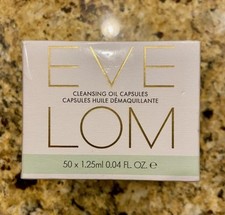 EVE
CLEANSING OIL CAPSULES
CAPSULES HUILE DÉMAQUILLANTE
LOM
50 x 1.25ml 0.04 FL. OZ. ℮